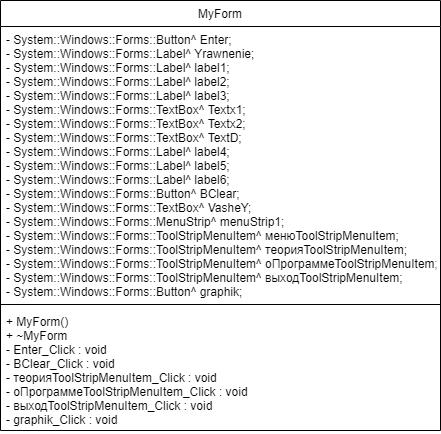 MyForm
- System::Windows::Forms::Button^ Enter;
- System::Windows::Forms::Label^ Yrawnenie;
- System::Windows::Forms::Label^ label1;
- System::Windows::Forms::Label^ label2;
- System::Windows::Forms::Label^ label3;
- System::Windows::Forms::TextBox^ Textx1;
- System::Windows::Forms::TextBox^ Textx2;
- System::Windows::Forms::TextBox^ TextD;
- System::Windows::Forms::Label^ label4;
- System::Windows::Forms::Label^ label5;
- System::Windows::Forms::Label^ label6;
- System::Windows::Forms::Button^ BClear;
- System::Windows::Forms::TextBox^ VasheY;
- System::Windows::Forms::MenuStrip^ menuStrip1;
- System::Windows::Forms::ToolStripMenuItem^ менюToolStripMenuItem;
- System::Windows::Forms::ToolStripMenuItem^ теорияToolStripMenuItem;
- System::Windows::Forms::ToolStripMenuItem^ оПрограммеToolStripMenuItem;
- System::Windows::Forms::ToolStripMenuItem^ выходToolStripMenuItem;
- System::Windows::Forms::Button^ graphik;
+ MyForm()
+ ~MyForm
- Enter_Click : void
- BClear_Click : void
- теорияToolStripMenuItem_Click : void
- оПрограммеToolStripMenuItem_Click : void
- выходToolStripMenuItem_Click : void
- graphik_Click : void